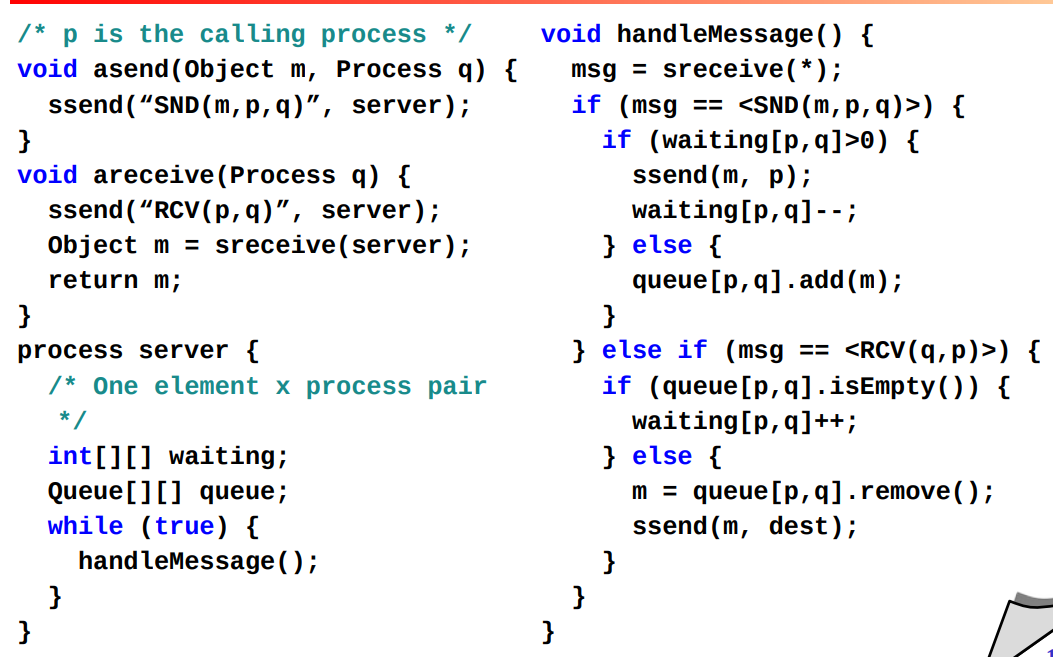 /* p is the calling process */
void asend(Object m, Process q) {
  ssend(“SND(m,p,q)”, server);
}
void areceive(Process q) {
  ssend(“RCV(p,q)”, server);
  Object m = sreceive(server);
  return m;
}
process server {
  /* One element x process pair
   */
  int[][] waiting;
  Queue[][] queue;
  while (true) {
    handleMessage();
  }
}
void handleMessage() {
  msg = sreceive(*);
  if (msg == <SND(m,p,q)>) {
    if (waiting[p,q]>0) {
      ssend(m, p);
      waiting[p,q]--;
    } else {
      queue[p,q].add(m);
    }
  } else if (msg == <RCV(q,p)>) {
    if (queue[p,q].isEmpty()) {
      waiting[p,q]++;
    } else {
      m = queue[p,q].remove();
      ssend(m, dest);
    }
  }
}